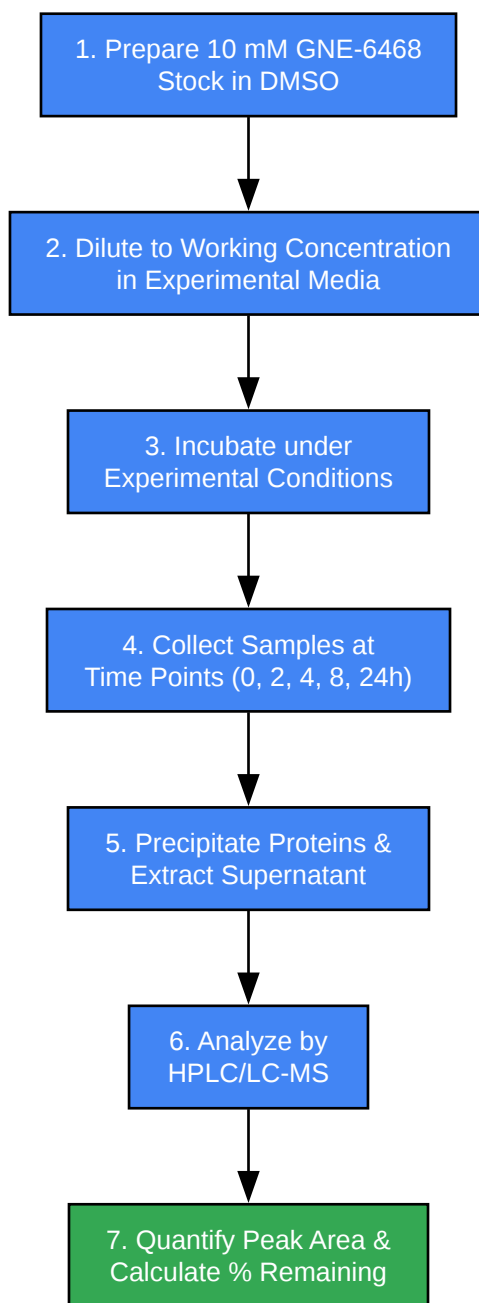 1. Prepare 10 mM GNE-6468
Stock in DMSO
2. Dilute to Working Concentration
in Experimental Media
3. Incubate under
Experimental Conditions
4. Collect Samples at
Time Points (0, 2, 4, 8, 24h)
5. Precipitate Proteins &
Extract Supernatant
6. Analyze by
HPLC/LC-MS
7. Quantify Peak Area &
Calculate % Remaining